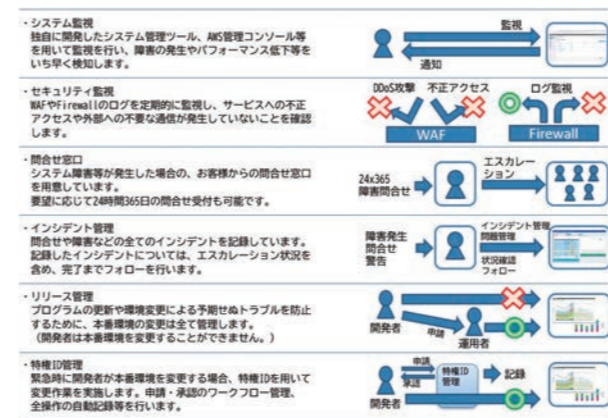 ・システム監視
独自に開発したシステム管理ツール、AWS管理コンソール等
を用いて監視を行い、障害の発生やパフォーマンス低下等を
いち早く検知します。
監視
通知
・セキュリティ監視
WAFやFirewallのログを定期的に監視し、サービスへの不正
アクセスや外部への不要な通信が発生していないことを確認
します。
DDoS攻撃 不正アクセス
ログ監視
WAF
Firewall
・問合せ窓口
システム障害等が発生した場合の、お客様からの問合せ窓口
を用意しています。
要望に応じて24時間365日の問合せ受付も可能です。
24x365
障害問合せ
エスカレー
ション
・インシデント管理
問合せや障害などの全てのインシデントを記録しています。
記録したインシデントについては、エスカレーション状況を
含め、完了までフォローを行います。
障害発生
問合せ
警告
インシデント管理
問題管理
状況確認
フォロー
・リリース管理
プログラムの更新や環境変更による予期せぬトラブルを防止
するために、本番環境の変更は全て管理します。
（開発者は本番環境を変更することができません。）
開発者
申請
運用者
・特権ID管理
緊急時に開発者が本番環境を変更する場合、特権IDを用いて
変更作業を実施します。申請・承認のワークフロー管理、
全操作の自動記録等を行います。
申請
承認
特権ID
管理
記録
開発者